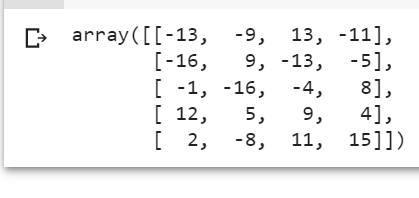 array([[-13,  -9,  13, -11],
       [-16,   9, -13,  -5],
       [ -1, -16,  -4,   8],
       [ 12,   5,   9,   4],
       [  2,  -8,  11,  15]])